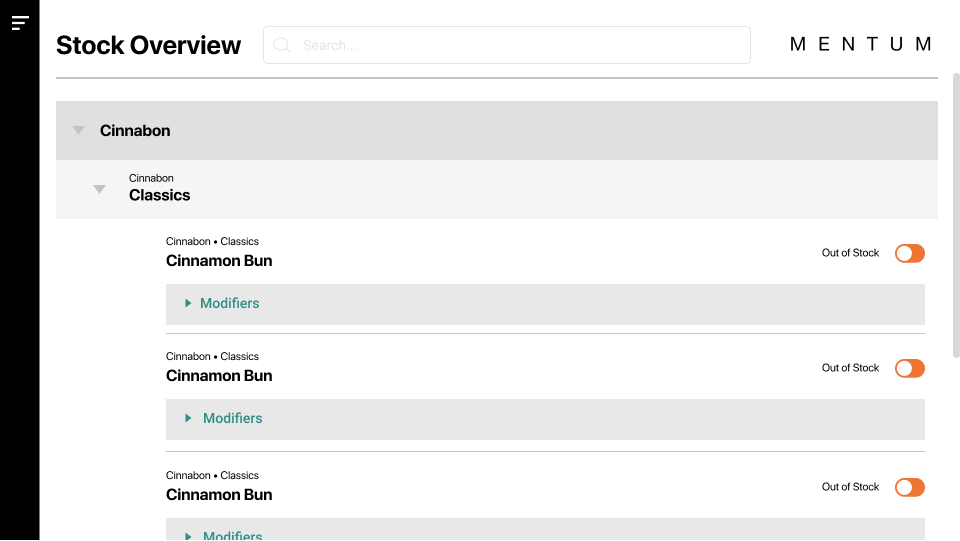 Stock Overview
Search...
MENTUM
Cinnabon
Cinnabon
Classics
Cinnabon • Classics
Cinnamon Bun
Out of Stock
Modifiers
Cinnabon • Classics
Cinnamon Bun
Out of Stock
Modifiers
Cinnabon • Classics
Cinnamon Bun
Out of Stock
Modifiers